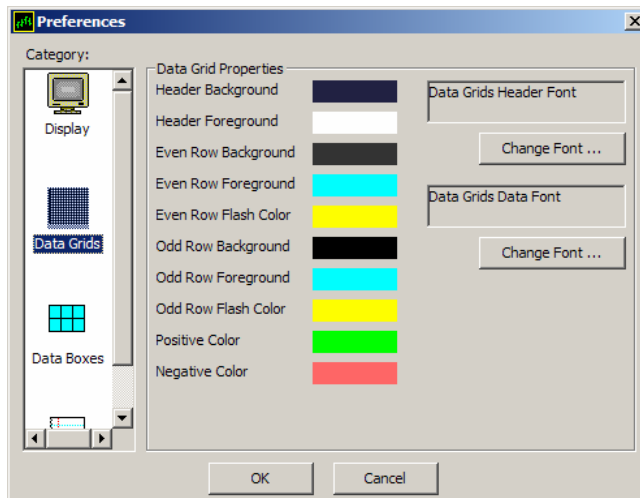 Preferences
Category:
Display
Data Grids
Data Boxes
Data Grid Properties
Header Background
Header Foreground
Even Row Background
Even Row Foreground
Even Row Flash Color
Odd Row Background
Odd Row Foreground
Odd Row Flash Color
Positive Color
Negative Color
Data Grids Header Font
Change Font ...
Data Grids Data Font
Change Font ...
OK
Cancel